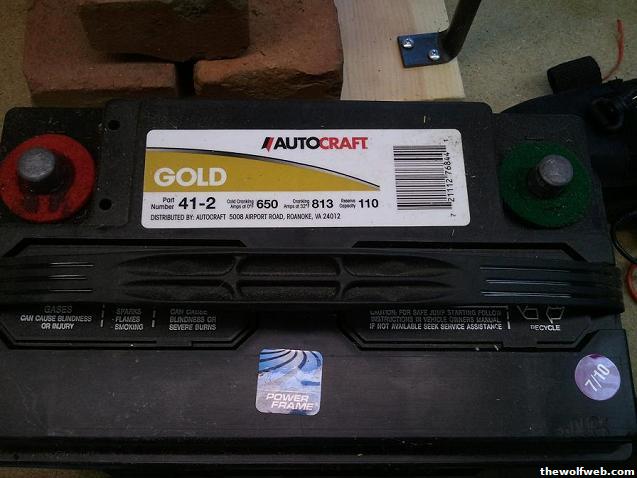 AUTOCRAFT
GOLD
Part Number 41-2 Cold Cranking Amps at 0°F 650 Cranking Amps at 32°F 813 Reserve Capacity 110
DISTRIBUTED BY: AUTOCRAFT 5008 AIRPORT ROAD, ROANOKE, VA 24012
7 21112 76844 1
GASES
CAN CAUSE BLINDNESS
OR INJURY
SPARKS
- FLAMES
- SMOKING
CAN CAUSE
BLINDNESS OR
SEVERE BURNS
CAUTION: FOR SAFE JUMP STARTING FOLLOW
INSTRUCTIONS IN VEHICLE OWNERS MANUAL.
IF NOT AVAILABLE SEEK SERVICE ASSISTANCE
RECYCLE
POWER
FRAME
7/10
thewolfweb.com